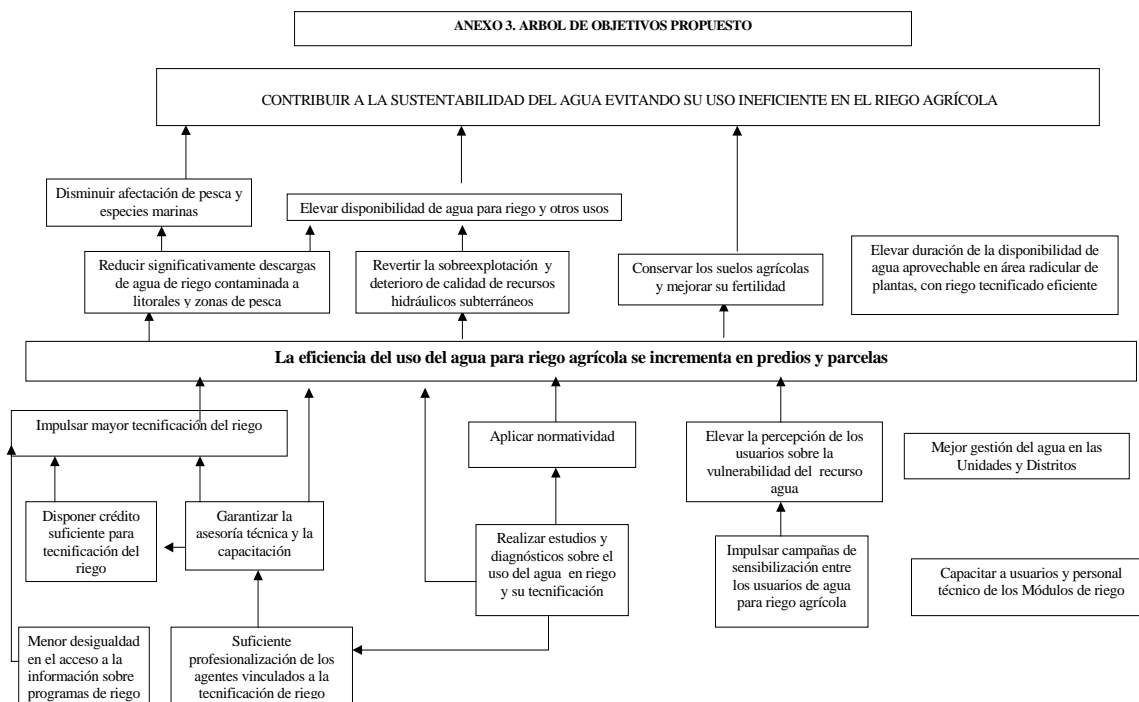 ANEXO 3. ARBOL DE OBJETIVOS PROPUESTO
CONTRIBUIR A LA SUSTENTABILIDAD DEL AGUA EVITANDO SU USO INEFICIENTE EN EL RIEGO AGRÍCOLA
Disminuir afectación de pesca y
especies marinas
Elevar disponibilidad de agua para riego y otros usos
Reducir significativamente descargas
de agua de riego contaminada a
litorales y zonas de pesca
Revertir la sobreexplotación y
deterioro de calidad de recursos
hidráulicos subterráneos
Conservar los suelos agrícolas
y mejorar su fertilidad
Elevar duración de la disponibilidad de
agua aprovechable en área radicular de
plantas, con riego tecnificado eficiente
La eficiencia del uso del agua para riego agrícola se incrementa en predios y parcelas
Impulsar mayor tecnificación del riego
Aplicar normatividad
Elevar la percepción de los
usuarios sobre la
vulnerabilidad del recurso
agua
Mejor gestión del agua en las
Unidades y Distritos
Disponer crédito
suficiente para
tecnificación del
riego
Garantizar la
asesoría técnica y la
capacitación
Realizar estudios y
diagnósticos sobre el
uso del agua en riego
y su tecnificación
Impulsar campañas de
sensibilización entre
los usuarios de agua
para riego agrícola
Capacitar a usuarios y personal
técnico de los Módulos de riego
Menor desigualdad
en el acceso a la
información sobre
programas de riego
Suficiente
profesionalización de los
agentes vinculados a la
tecnificación de riego